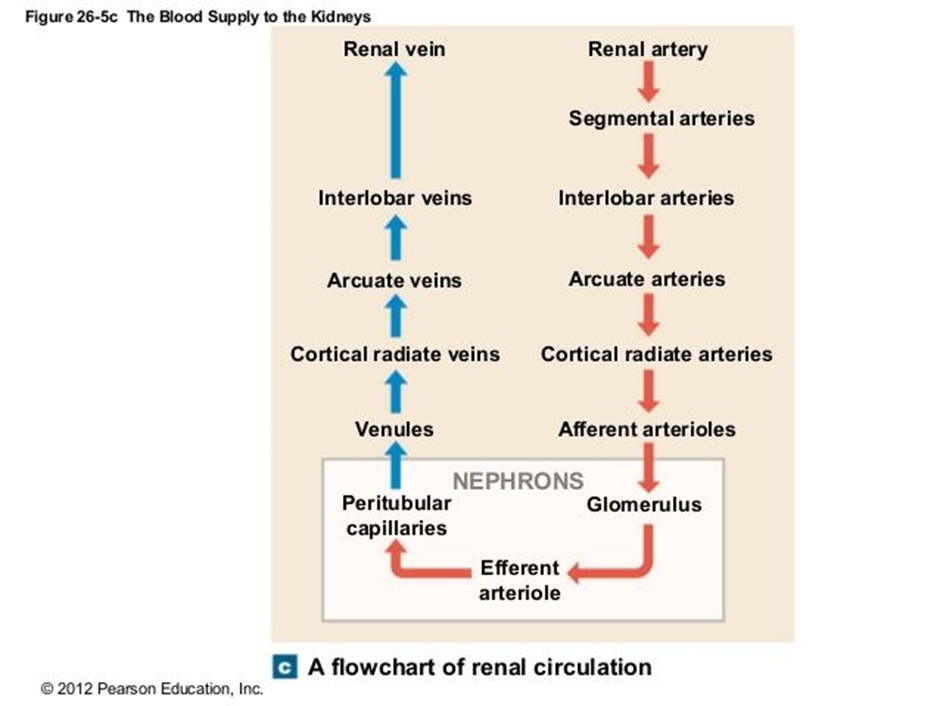 Figure 26-5c The Blood Supply to the Kidneys
Renal vein
Renal artery
Segmental arteries
Interlobar veins
Interlobar arteries
Arcuate veins
Arcuate arteries
Cortical radiate veins
Cortical radiate arteries
Venules
Afferent arterioles
NEPHRONS
Peritubular
capillaries
Glomerulus
Efferent
arteriole
c A flowchart of renal circulation
© 2012 Pearson Education, Inc.